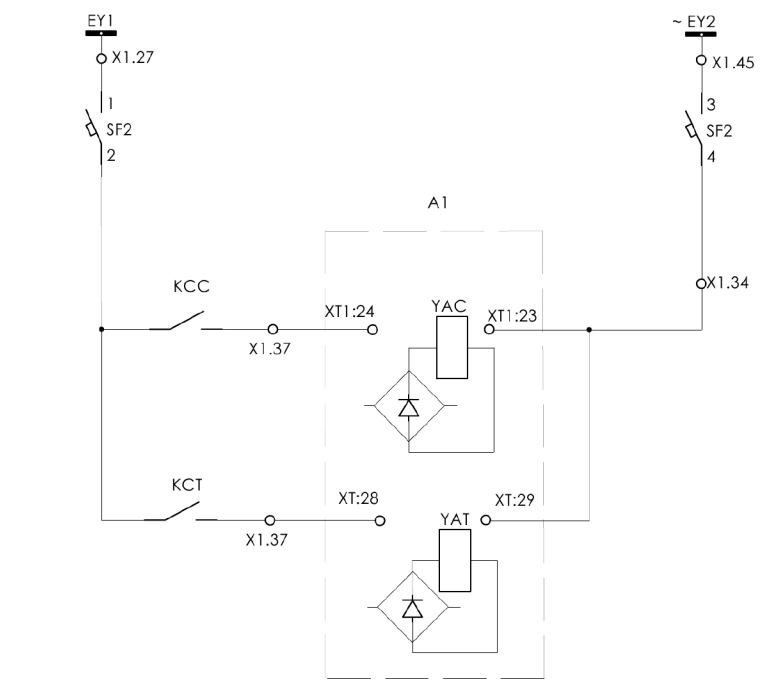 EY1
~ EY2
X1.27
X1.45
1
3
SF2
SF2
2
4
A1
X1.34
KCC
XT1:24
YAC
XT1:23
X1.37
KCT
XT:28
XT:29
YAT
X1.37